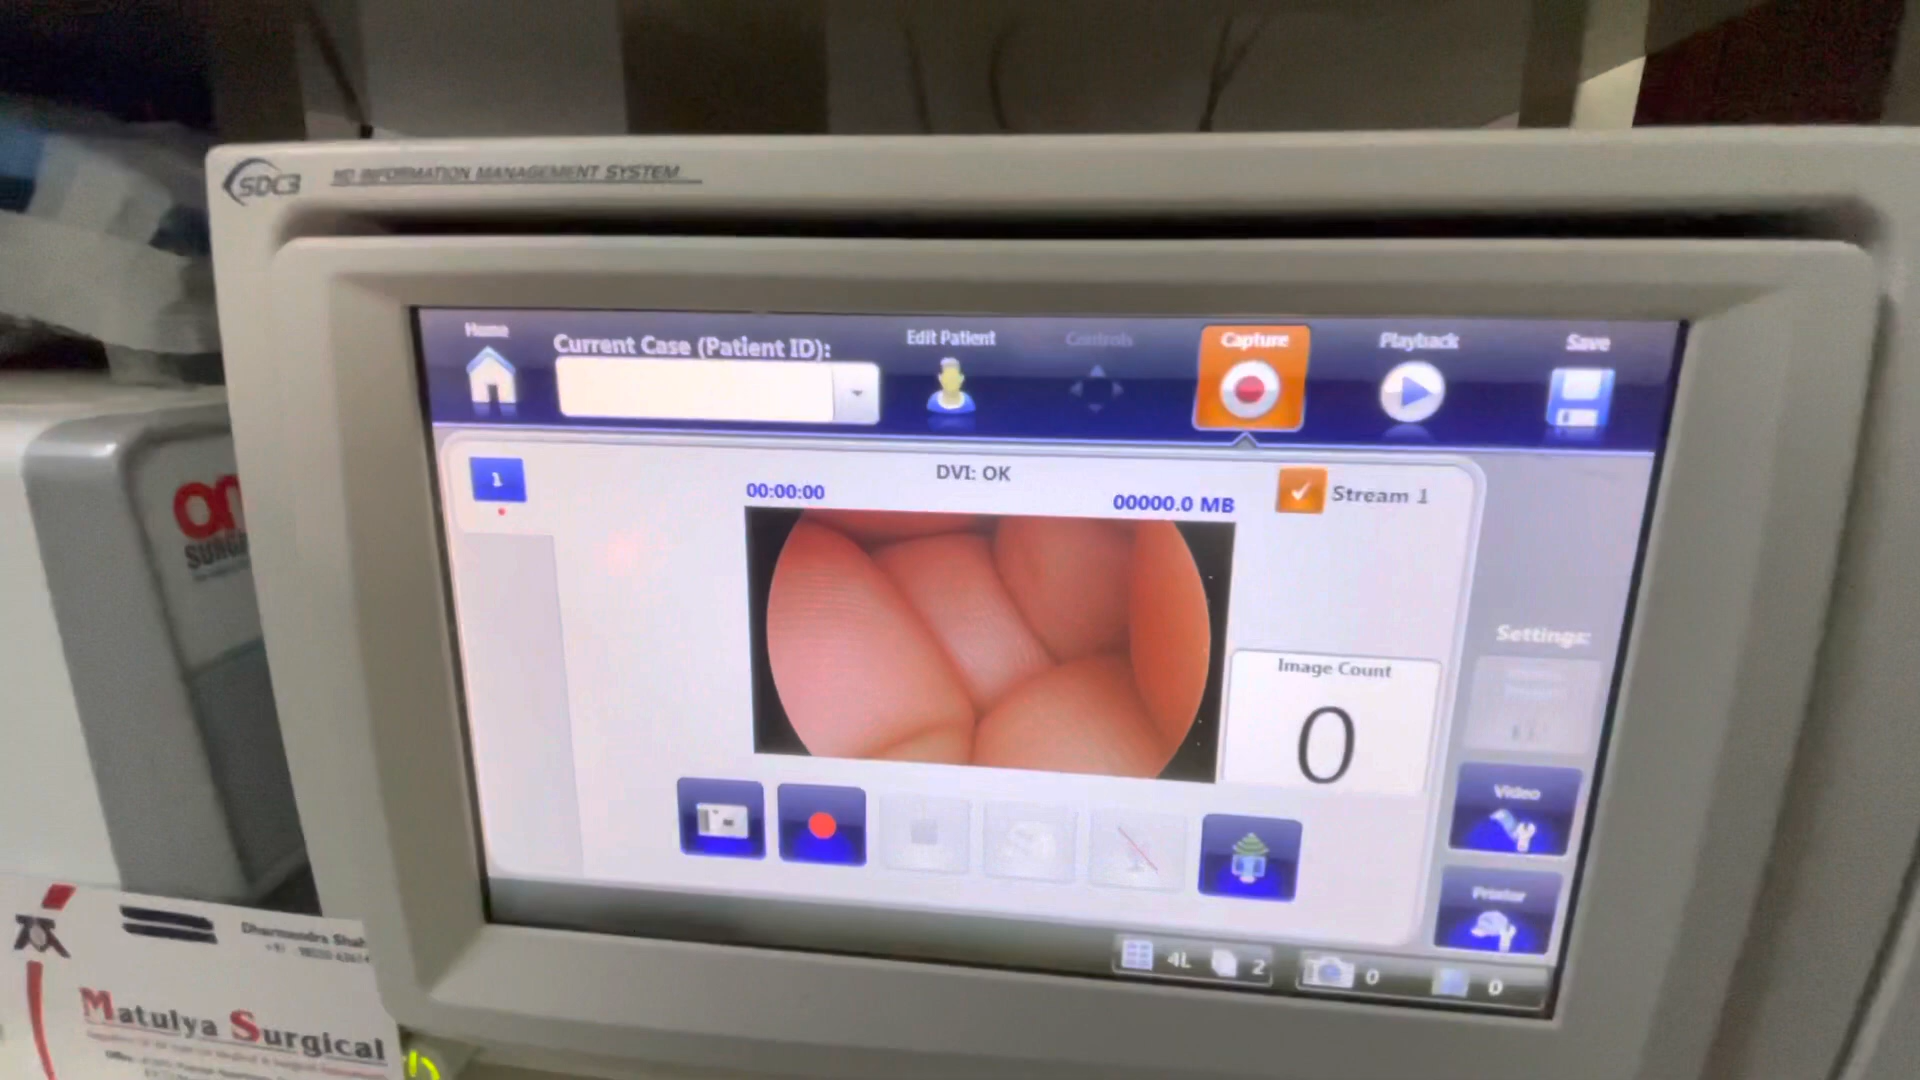 SDC3
HD INFORMATION MANAGEMENT SYSTEM
Home
Current Case (Patient ID):
Edit Patient
Controls
Capture
Playback
Save
1
DVI: OK
00:00:00
00000.0 MB
Stream 1
Settings:
Image Count
0
Video
Printer
4L
2
0
0
Dharmendra Shah
Matulya Surgical